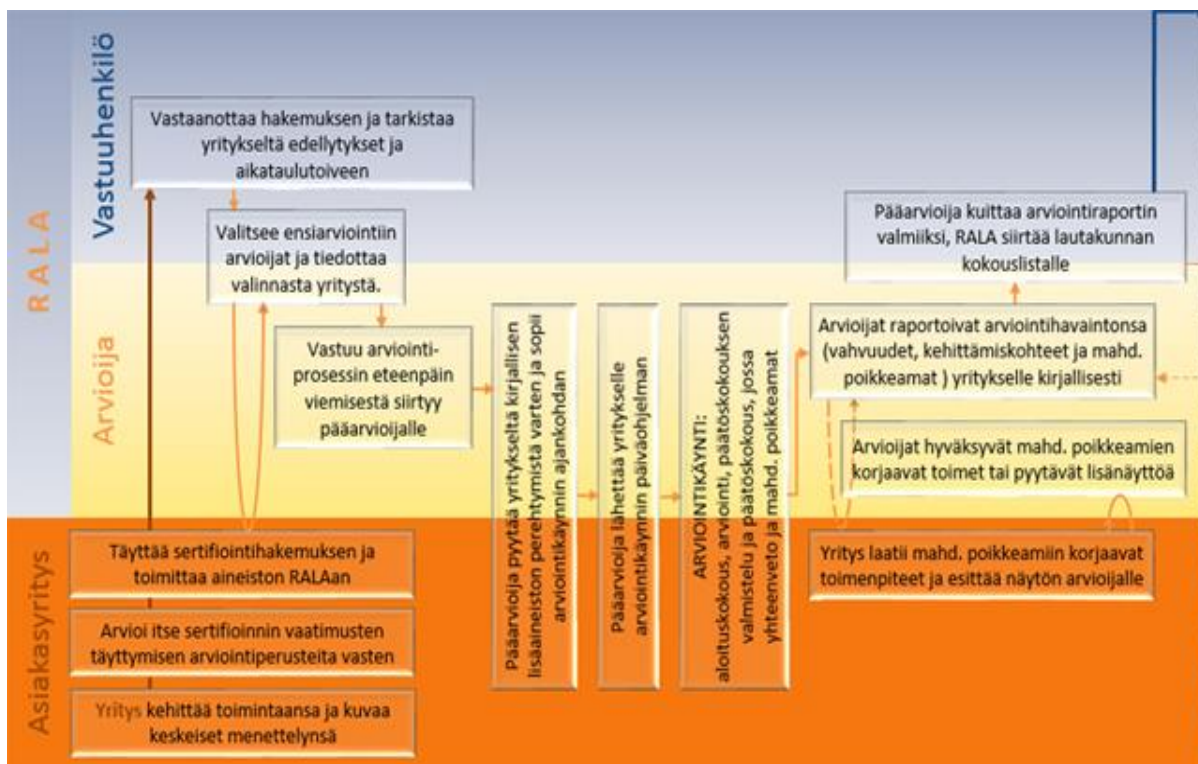 RALA
Vastuuhenkilö
Vastaanottaa hakemuksen ja tarkistaa
yritykseltä edellytykset ja
aikataulutoiveen
Valitsee ensiarviointiin
arvioijat ja tiedottaa
valinnasta yritystä.
Pääarvioija kuittaa arviointiraportin
valmiiksi, RALA siirtää lautakunnan
kokouslistalle
Arvioija
Vastuu arviointi-
prosessin eteenpäin
viemisestä siirtyy
pääarvioijalle
Pääarvioija pyytää yritykseltä kirjallisen
lisäaineiston perehtymistä varten ja sopii
arviointikäynnin ajankohdan
Pääarvioija lähettää yritykselle
arviointikäynnin päiväohjelman
ARVIOINTIKÄYNTI:
aloituskokous, arviointi, päätöskokouksen
valmistelu ja päätöskokous, jossa
yhteenveto ja mahd. poikkeamat
Arvioijat raportoivat arviointihavaintonsa
(vahvuudet, kehittämiskohteet ja mahd.
poikkeamat ) yritykselle kirjallisesti
Arvioijat hyväksyvät mahd. poikkeamien
korjaavat toimet tai pyytävät lisänäyttöä
Asiakasyritys
Täyttää sertifiointihakemuksen ja
toimittaa aineiston RALAan
Arvioi itse sertifioinnin vaatimusten
täyttymisen arviointiperusteita vasten
Yritys kehittää toimintaansa ja kuvaa
keskeiset menettelynsä
Yritys laatii mahd. poikkeamiin korjaavat
toimenpiteet ja esittää näytön arvioijalle